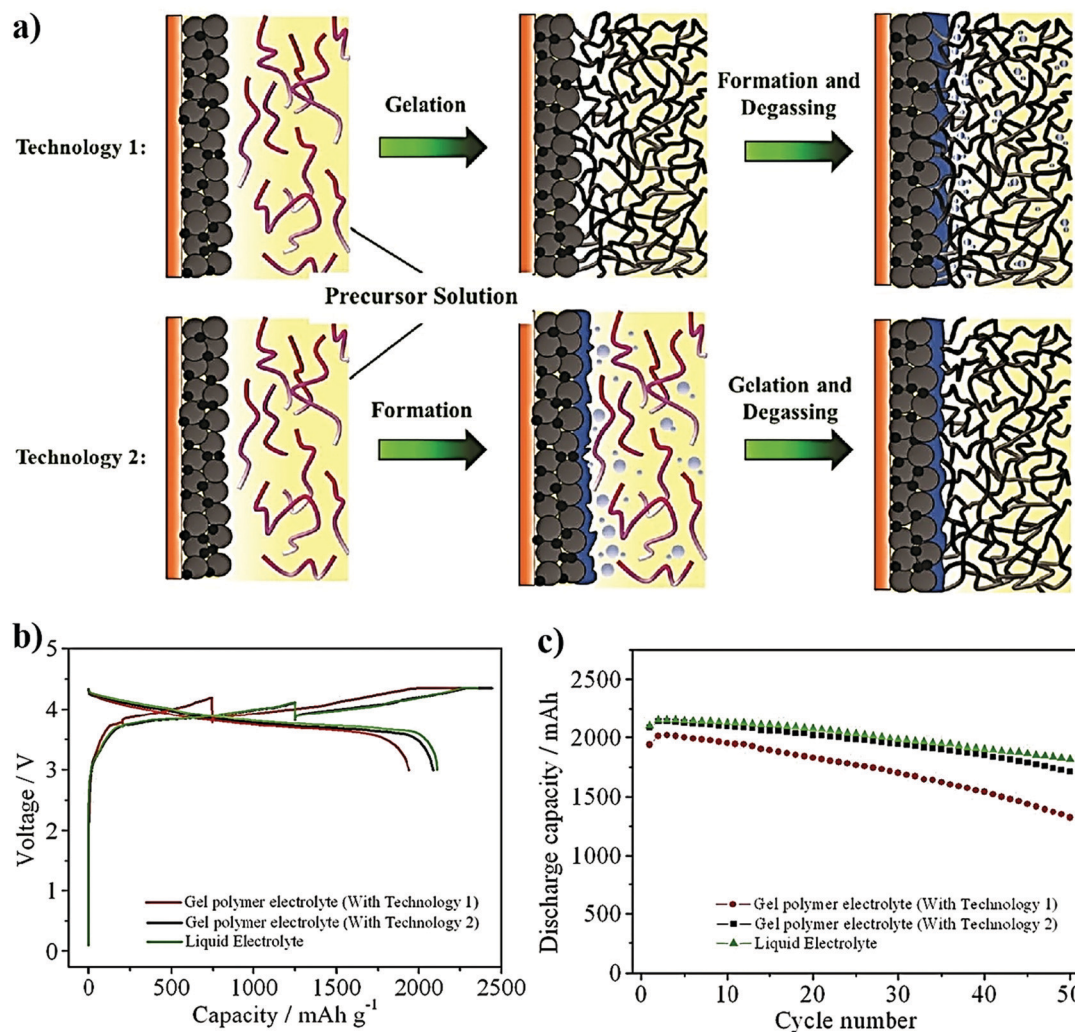 a)
Technology 1:
Gelation
Formation and
Degassing
Precursor Solution
Technology 2:
Formation
Gelation and
Degassing
b)
5
4
3
2
1
0
Voltage / V
Gel polymer electrolyte (With Technology 1)
Gel polymer electrolyte (With Technology 2)
Liquid Electrolyte
0
500
1000
1500
2000
2500
Capacity / mAh g⁻¹
c)
2500
2000
1500
1000
500
0
Discharge capacity / mAh
Gel polymer electrolyte (With Technology 1)
Gel polymer electrolyte (With Technology 2)
Liquid Electrolyte
0
10
20
30
40
50
Cycle number